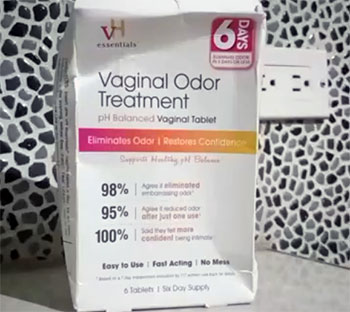 vH
essentials
6
DAYS
ELIMINATES ODOR
Vaginal Odor
Treatment
pH Balanced Vaginal Tablet
Eliminates Odor | Restores Confidence
Supports Healthy pH Balance
98% Agree it eliminated
embarrassing odor*
95% Agree it reduced odor
after just one use*
100% Said they felt more
confident being intimate*
Easy to Use | Fast Acting | No Mess
6 Tablets | Six Day Supply